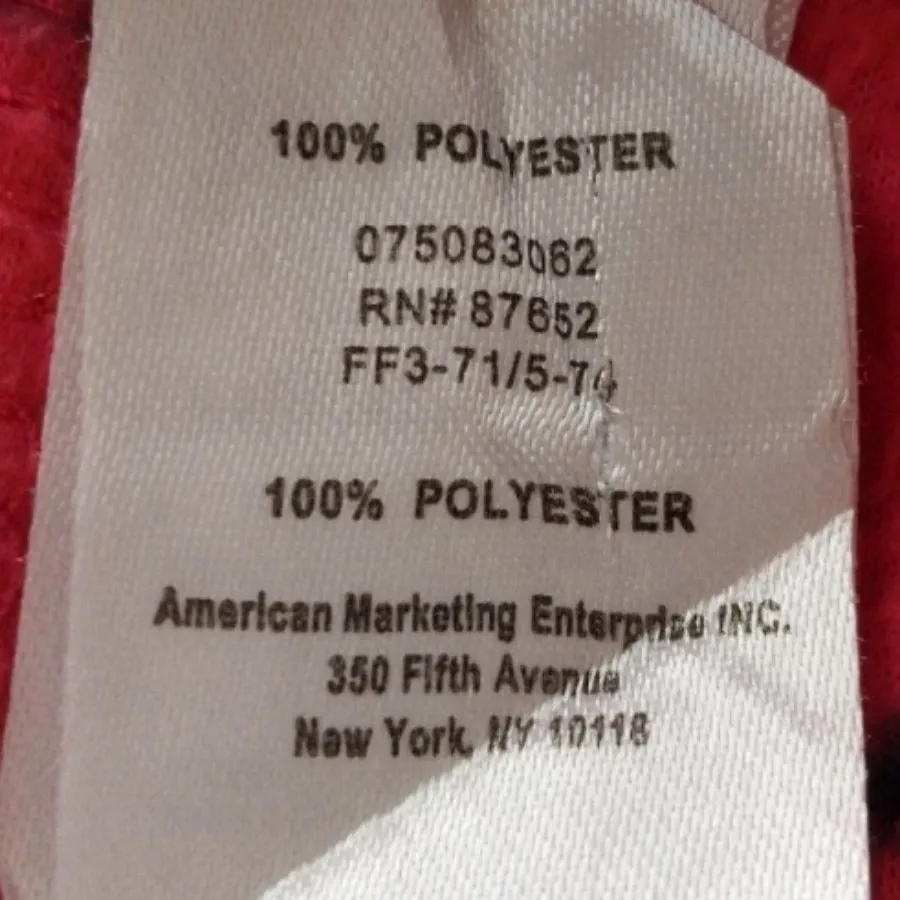 100% POLYESTER
075083062
RN# 87652
FF3-71/5-74
100% POLYESTER
American Marketing Enterprise INC.
350 Fifth Avenue
New York, NY 10118